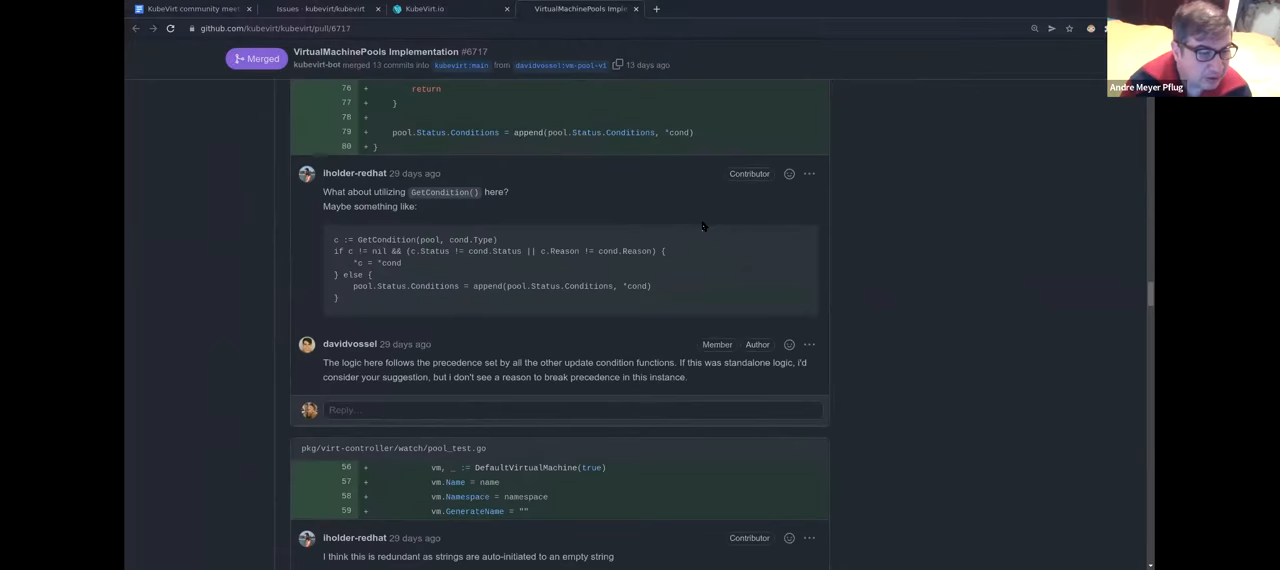 KubeVirt community meet
Issues · kubevirt/kubevirt
KubeVirt.io
VirtualMachinePools Imple
github.com/kubevirt/kubevirt/pull/6717
Merged
VirtualMachinePools Implementation #6717
kubevirt-bot merged 13 commits into kubevirt:main from davidvossel:vm-pool-v1 13 days ago
Andre Meyer Pflug
76 + return
77 + }
78 +
79 + pool.Status.Conditions = append(pool.Status.Conditions, *cond)
80 + }
iholder-redhat 29 days ago Contributor
What about utilizing GetCondition() here?
Maybe something like:
c := GetCondition(pool, cond.Type)
if c != nil && (c.Status != cond.Status || c.Reason != cond.Reason) {
*c = *cond
} else {
pool.Status.Conditions = append(pool.Status.Conditions, *cond)
}
davidvossel 29 days ago Member Author
The logic here follows the precedence set by all the other update condition functions. If this was standalone logic, i'd
consider your suggestion, but i don't see a reason to break precedence in this instance.
Reply...
pkg/virt-controller/watch/pool_test.go
56 + vm, _ := DefaultVirtualMachine(true)
57 + vm.Name = name
58 + vm.Namespace = namespace
59 + vm.GenerateName = ""
iholder-redhat 29 days ago Contributor
I think this is redundant as strings are auto-initiated to an empty string